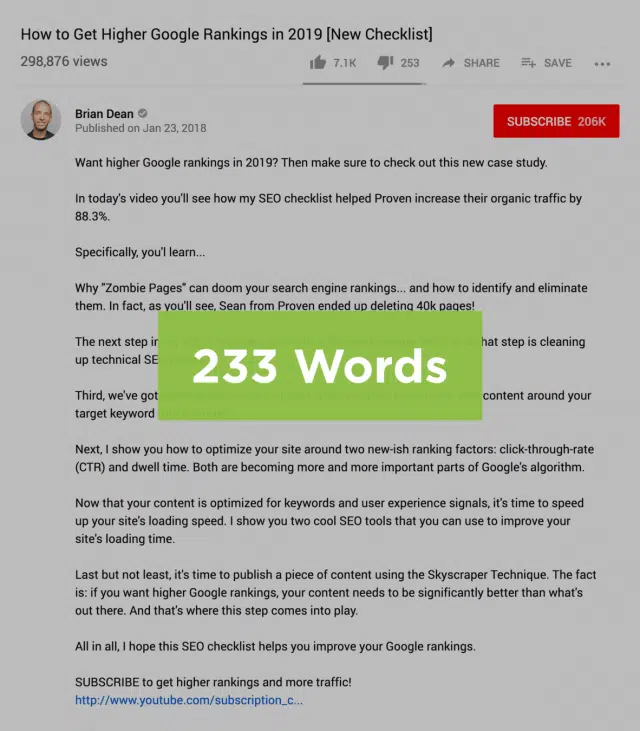 How to Get Higher Google Rankings in 2019 [New Checklist]
298,876 views
7.1K
253
SHARE
SAVE
Brian Dean
Published on Jan 23, 2018
SUBSCRIBE 206K
Want higher Google rankings in 2019? Then make sure to check out this new case study.
In today's video you'll see how my SEO checklist helped Proven increase their organic traffic by
88.3%.
Specifically, you'l learn...
Why "Zombie Pages" can doom your search engine rankings... and how to identify and eliminate
them. In fact, as you'll see, Sean from Proven ended up deleting 40k pages!
The next step in hat step is cleaning
up technical SE
233 Words
Third, we've got content around your
target keyword
Next, I show you how to optimize your site around two new-ish ranking factors: click-through-rate
(CTR) and dwell time. Both are becoming more and more important parts of Google's algorithm.
Now that your content is optimized for keywords and user experience signals, it's time to speed
up your site's loading speed. I show you two cool SEO tools that you can use to improve your
site's loading time.
Last but not least, it's time to publish a piece of content using the Skyscraper Technique. The fact
is: if you want higher Google rankings, your content needs to be significantly better than what's
out there. And that's where this step comes into play.
All in all, I hope this SEO checklist helps you improve your Google rankings.
SUBSCRIBE to get higher rankings and more traffic!
http://www.youtube.com/subscription_c...